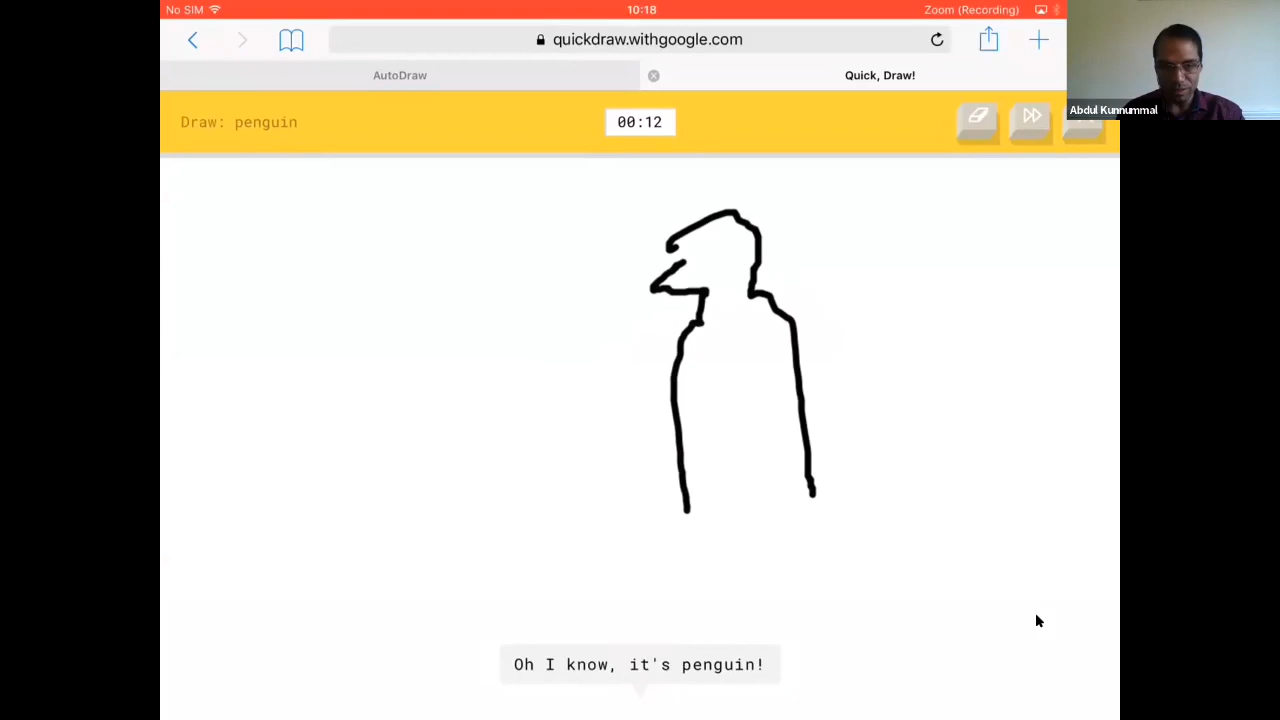 No SIM
10:18
Zoom (Recording)
quickdraw.withgoogle.com
AutoDraw
Quick, Draw!
Abdul Kunnummal
Draw: penguin
00:12
Oh I know, it's penguin!